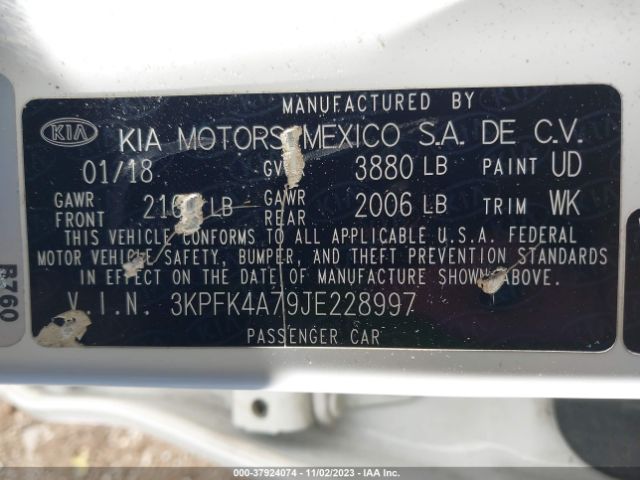 MANUFACTURED BY
KIA KIA MOTORS MEXICO S.A. DE C.V.
01/18 3880 LB PAINT UD
GAWR FRONT LB GAWR REAR 2006 LB TRIM WK
THIS VEHICLE CONFORMS TO ALL APPLICABLE U.S.A. FEDERAL
MOTOR VEHICLE SAFETY, BUMPER, AND THEFT PREVENTION STANDARDS
IN EFFECT ON THE DATE OF MANUFACTURE SHOWN ABOVE.
V.I.N. 3KPFK4A79JE228997
PASSENGER CAR
B760
000-37924074 - 11/02/2023 - IAA Inc.